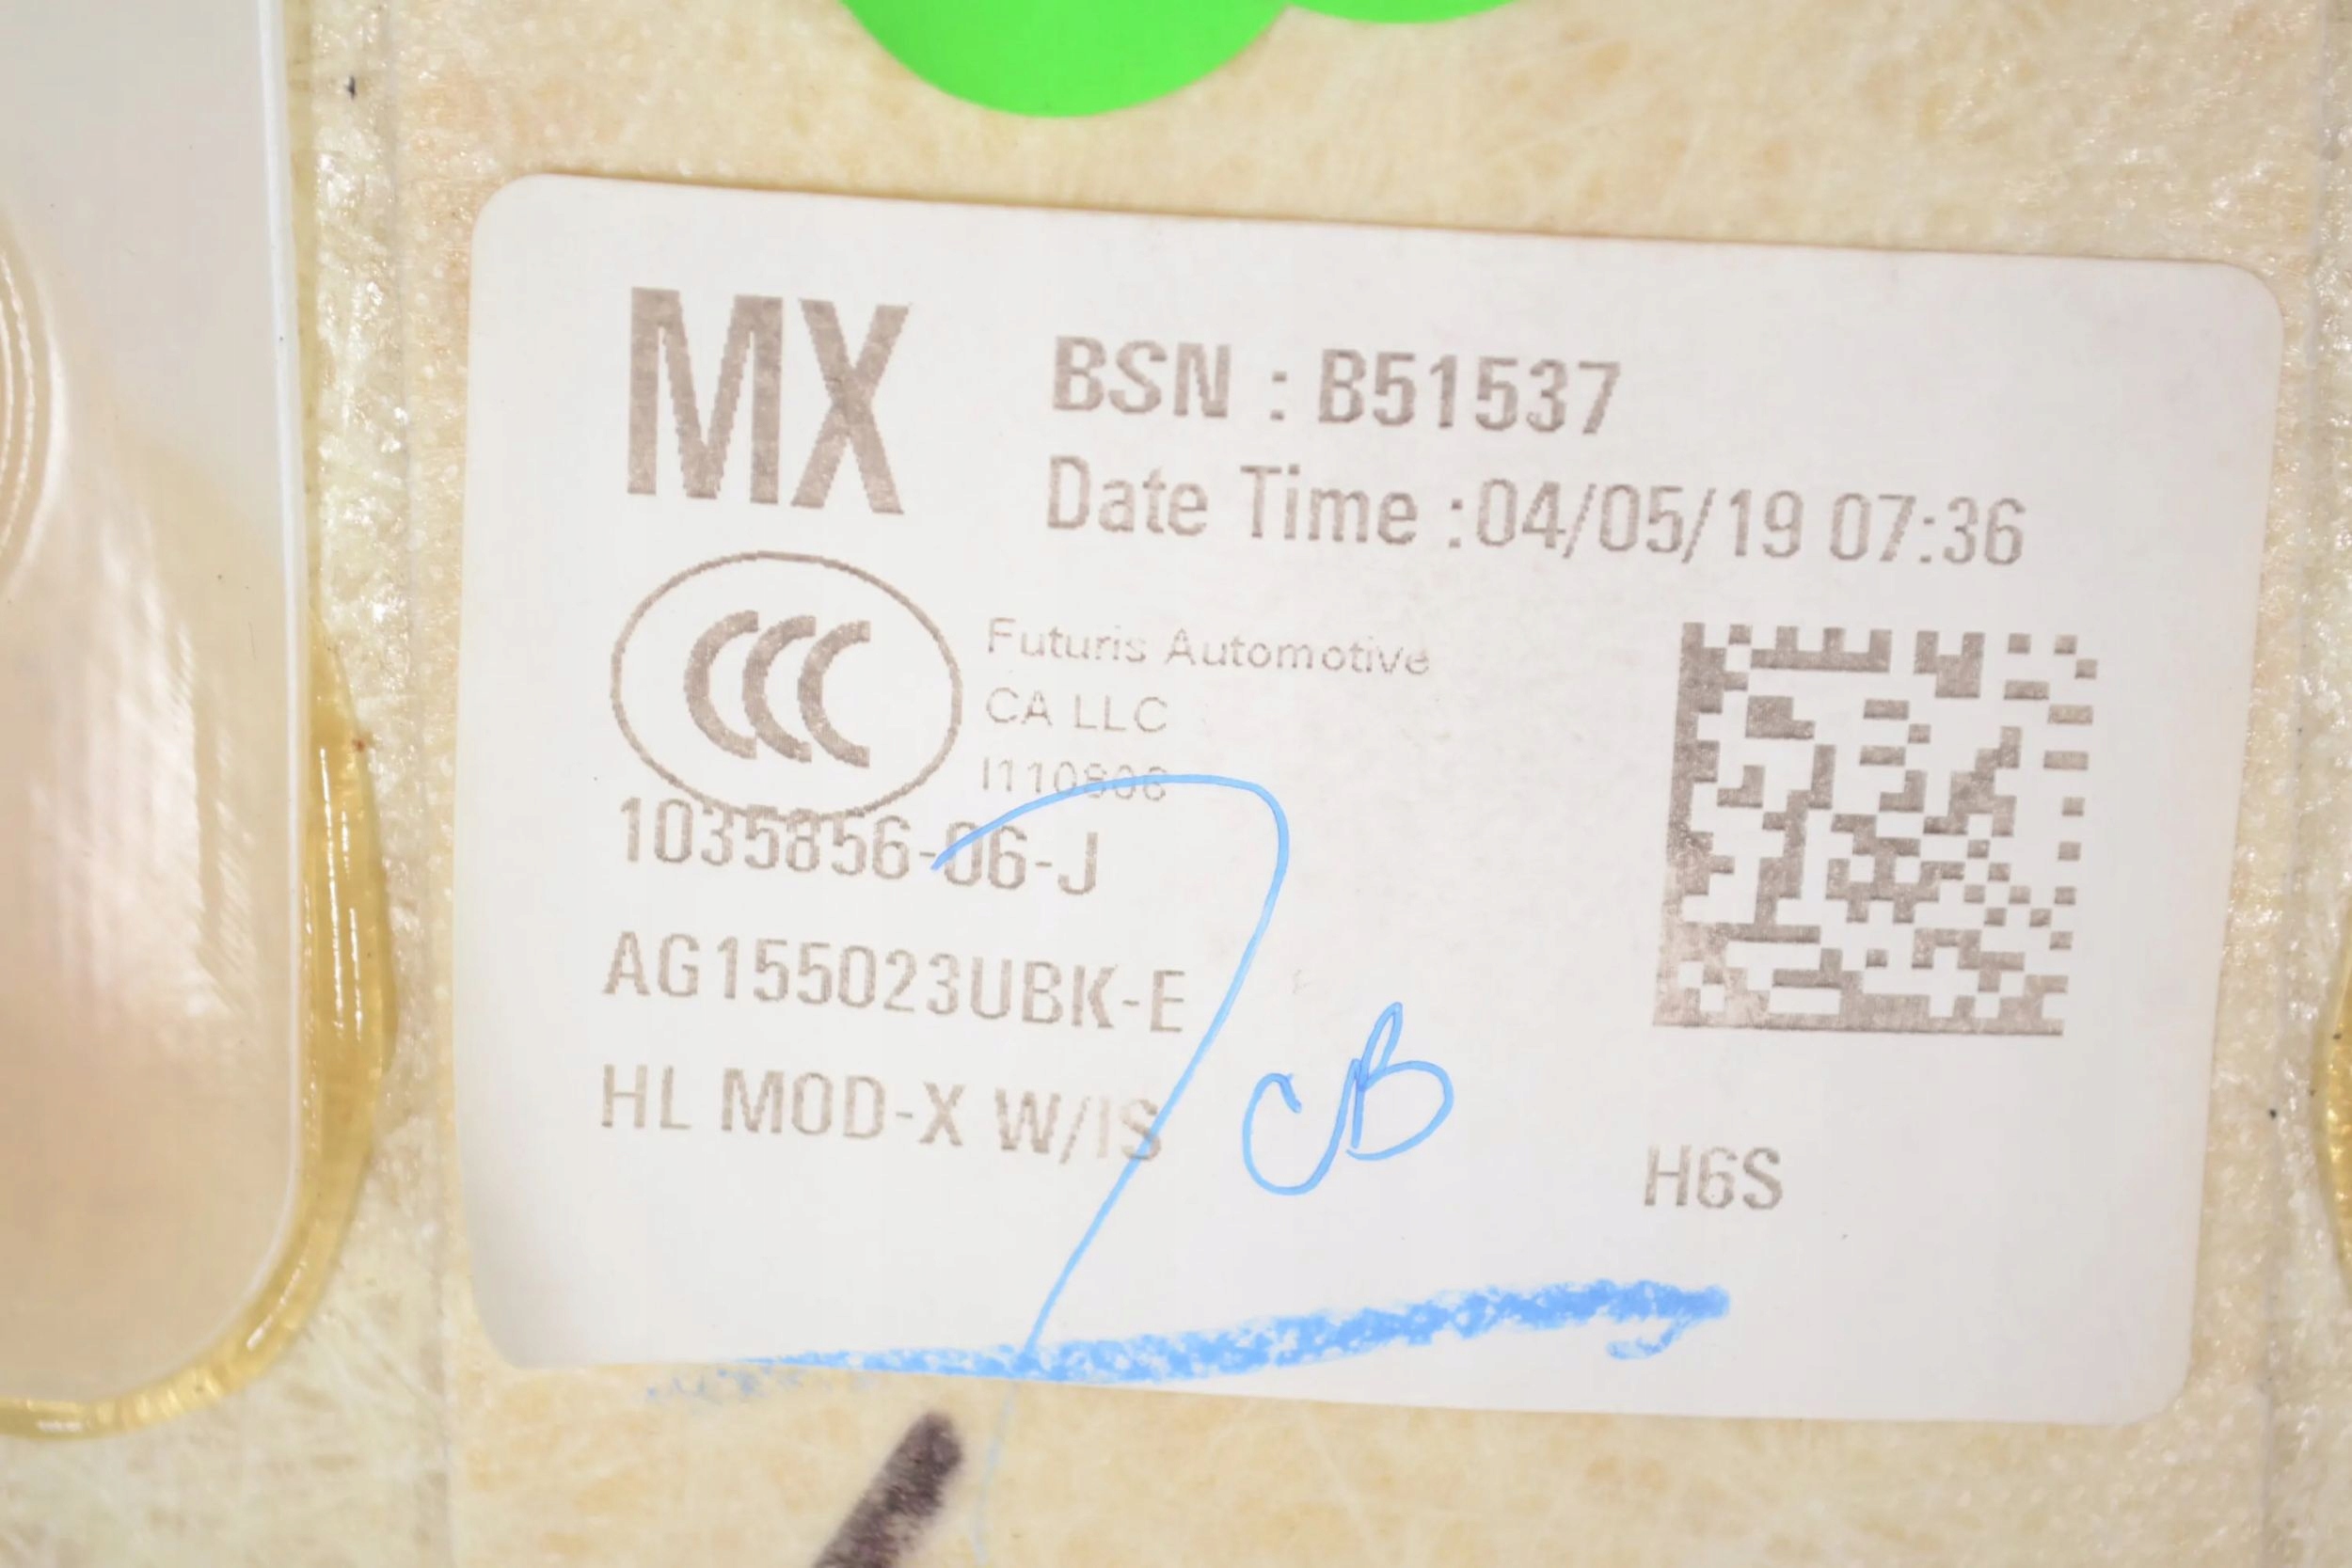 MX
BSN : B51537
Date Time :04/05/19 07:36
CCC
Futuris Automotive
CA LLC
1035856-06-J
AG155023UBK-E
HL MOD-X W/IS
CB
H6S